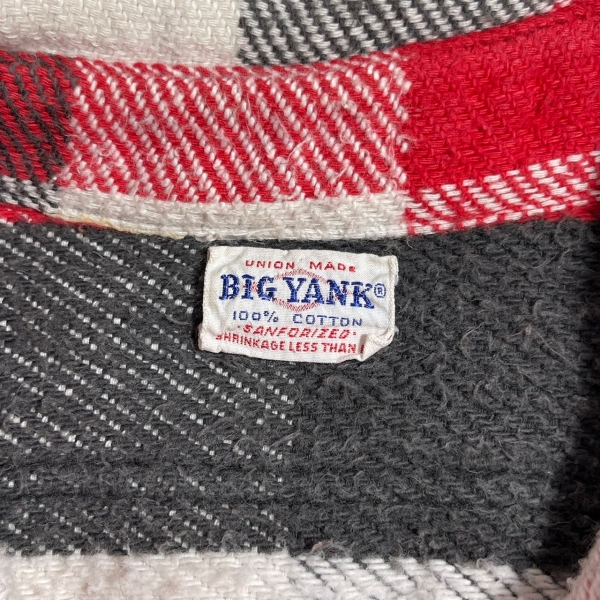 UNION MADE
BIG YANK®
100% COTTON
"SANFORIZED"
SHRINKAGE LESS THAN